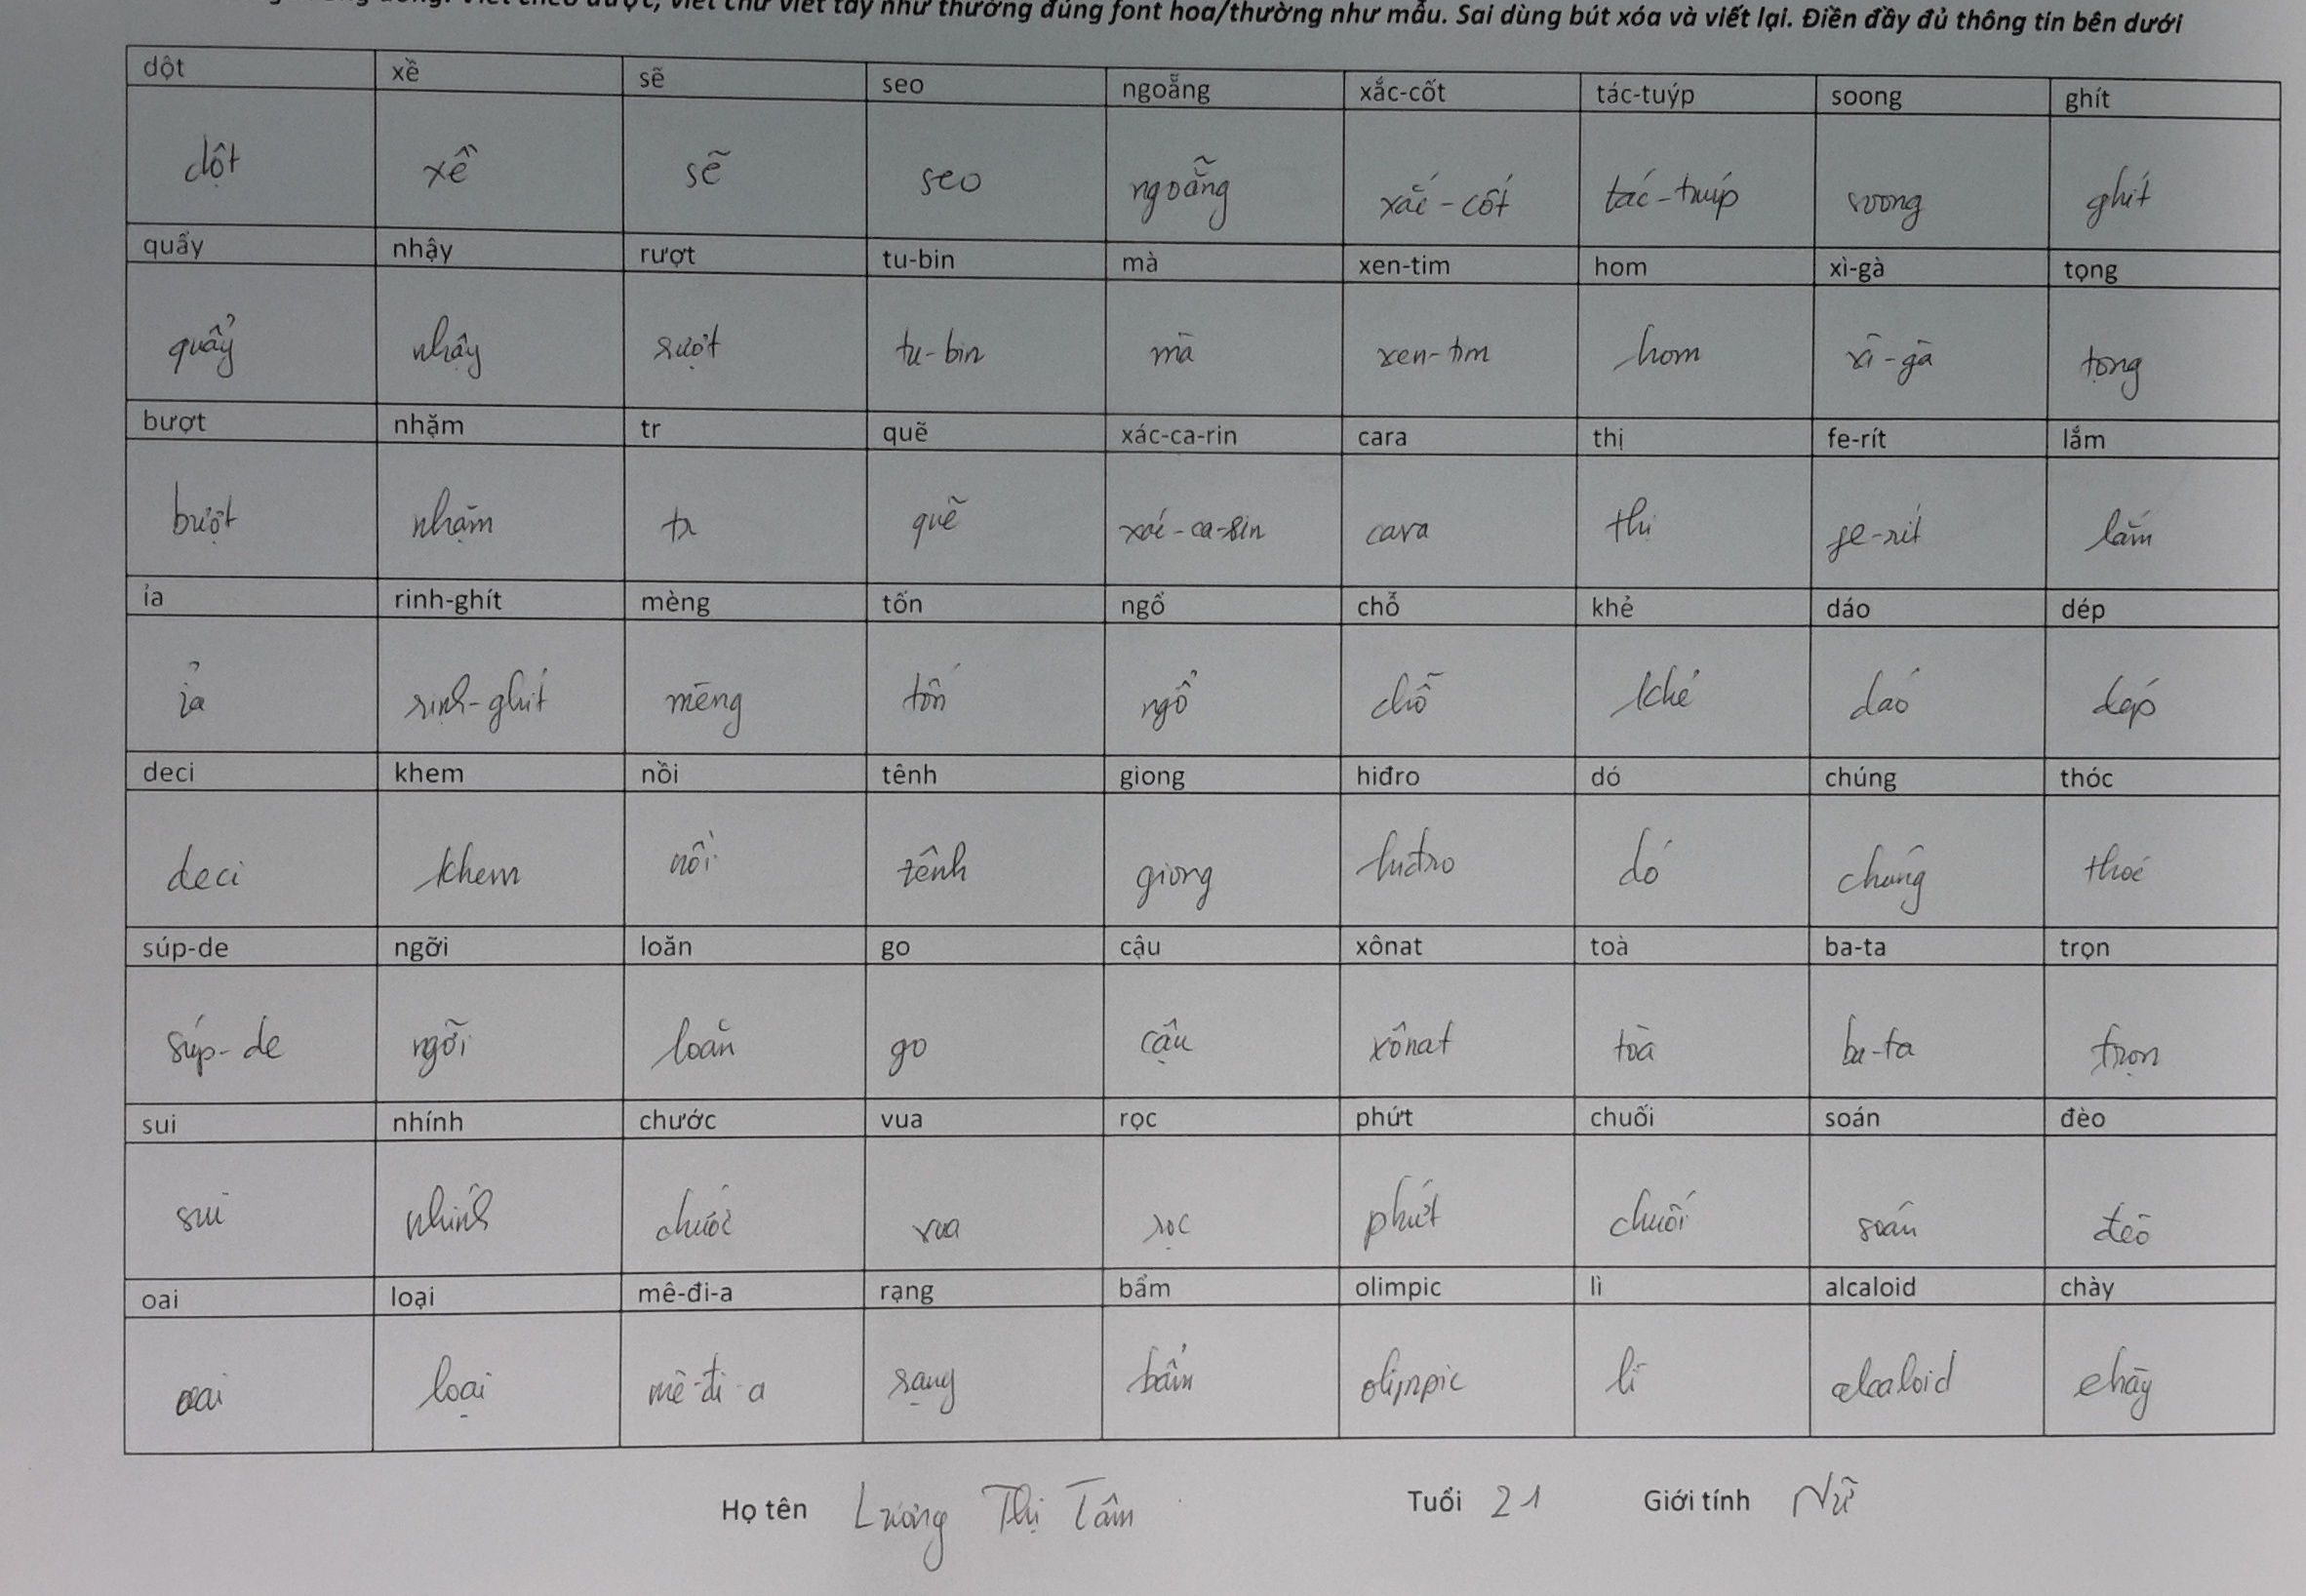 viết chữ viết tay như thường đúng font hoa/thường như mẫu. Sai dùng bút xóa và viết lại. Điền đầy đủ thông tin bên dưới
dột xề sẽ seo ngoẵng xắc-cốt tác-tuýp soong ghít
dột xề sẽ seo ngoẵng xắc-cốt tác-tuýp soong ghít
quẩy nhậy rượt tu-bin mà xen-tim hom xì-gà tọng
quẩy nhậy rượt tu-bin mà xen-tim hom xì-gà tọng
bượt nhặm tr quẽ xác-ca-rin cara thị fe-rít lắm
bượt nhặm tr quẽ xác-ca-rin cara thị fe-rít lắm
ỉa rinh-ghít mèng tốn ngổ chỗ khẻ dáo dép
ỉa rinh-ghít mèng tốn ngổ chỗ khẻ dáo dép
deci khem nồi tênh giong hiđro dó chúng thóc
deci khem nồi tênh giong hiđro dó chúng thóc
súp-de ngỡi loăn go cậu xônat toà ba-ta trọn
súp-de ngỡi loăn go cậu xônat toà ba-ta trọn
sui nhính chước vua rọc phứt chuối soán đèo
sui nhính chước vua rọc phứt chuối soán đèo
oai loại mê-đi-a rạng bẩm olimpic lì alcaloid chày
oai loại mê-đi-a rạng bẩm olimpic lì alcaloid chày
Họ tên Lương Thị Tâm Tuổi 21 Giới tính Nữ